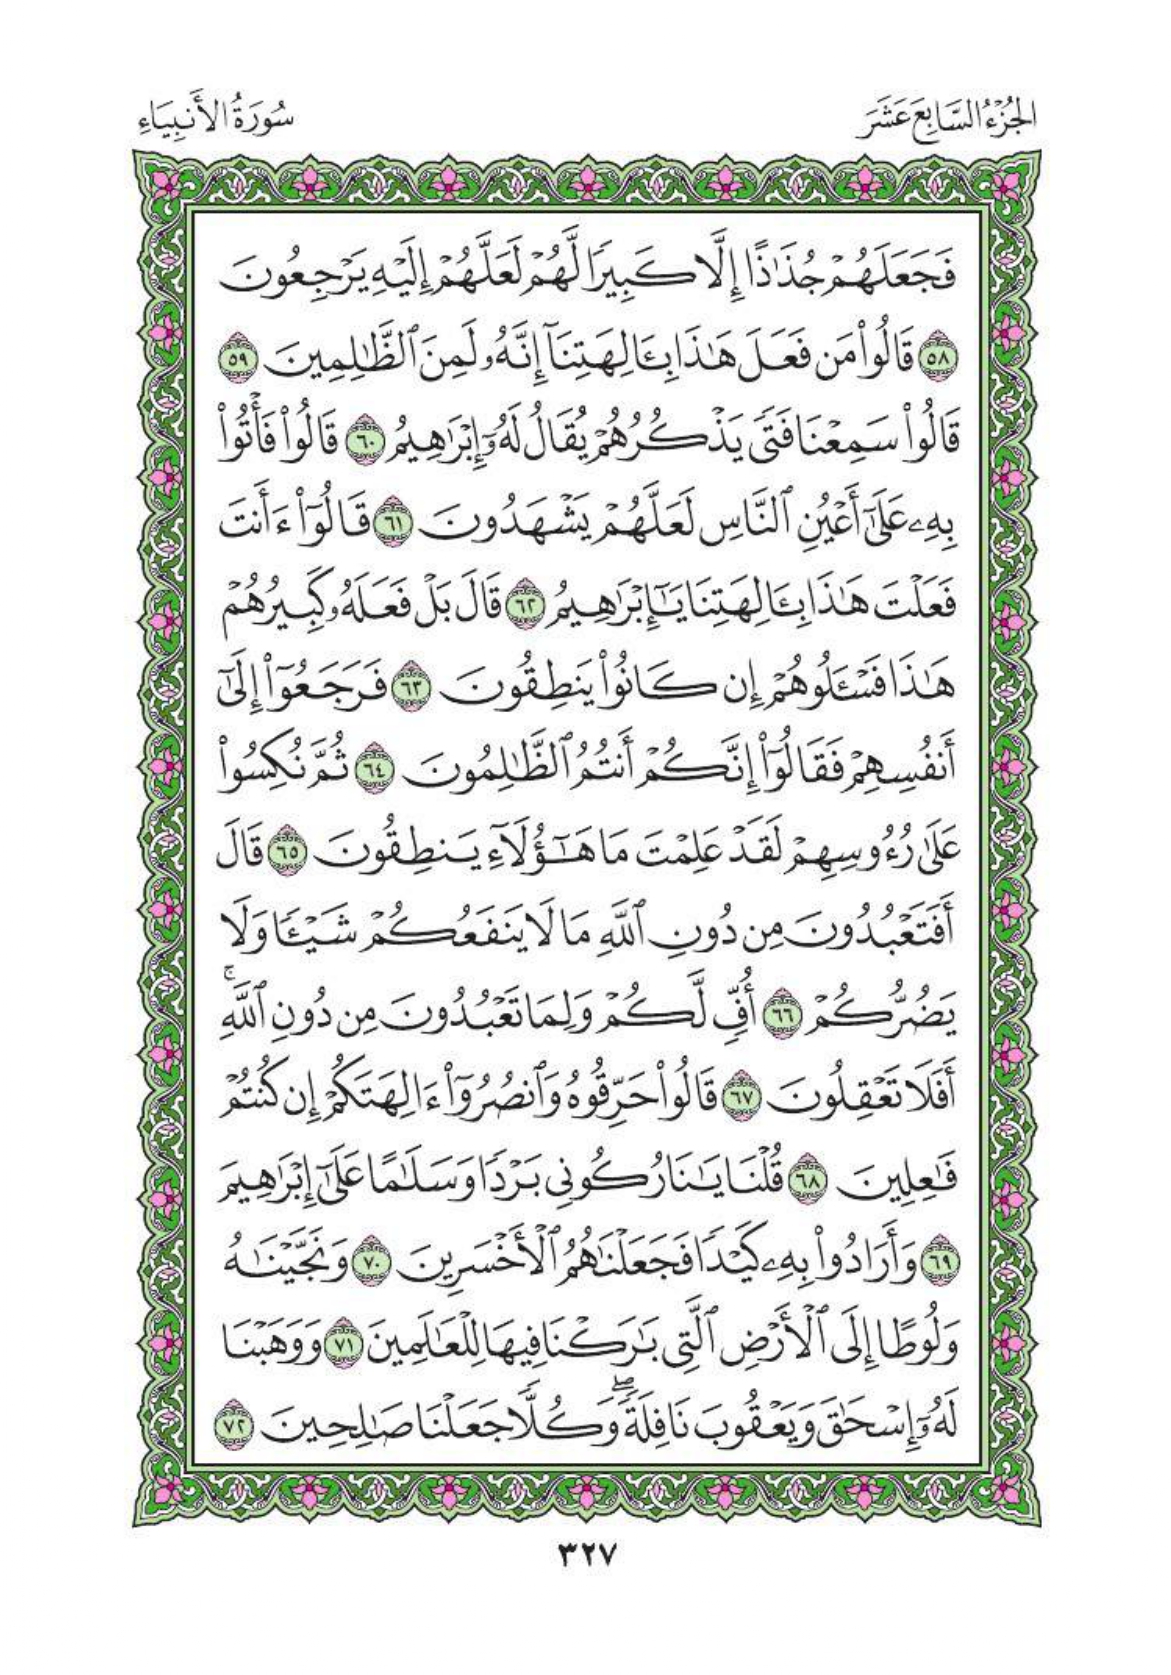 الجُزْءُ السَّابِعَ عَشَرَ
سُورَةُ الأَنبِيَاءِ
فَجَعَلَهُمْ جُذَٰذًا إِلَّا كَبِيرًا لَّهُمْ لَعَلَّهُمْ إِلَيْهِ يَرْجِعُونَ
٥٨ قَالُوا۟ مَن فَعَلَ هَٰذَا بِـَٔالِهَتِنَآ إِنَّهُۥ لَمِنَ ٱلظَّٰلِمِينَ ٥٩
قَالُوا۟ سَمِعْنَا فَتًى يَذْكُرُهُمْ يُقَالُ لَهُۥٓ إِبْرَٰهِيمُ ٦٠ قَالُوا۟ فَأْتُوا۟
بِهِۦ عَلَىٰٓ أَعْيُنِ ٱلنَّاسِ لَعَلَّهُمْ يَشْهَدُونَ ٦١ قَالُوٓا۟ ءَأَنتَ
فَعَلْتَ هَٰذَا بِـَٔالِهَتِنَا يَٰٓإِبْرَٰهِيمُ ٦٢ قَالَ بَلْ فَعَلَهُۥ كَبِيرُهُمْ
هَٰذَا فَسْـَٔلُوهُمْ إِن كَانُوا۟ يَنطِقُونَ ٦٣ فَرَجَعُوٓا۟ إِلَىٰٓ
أَنفُسِهِمْ فَقَالُوٓا۟ إِنَّكُمْ أَنتُمُ ٱلظَّٰلِمُونَ ٦٤ ثُمَّ نُكِسُوا۟
عَلَىٰ رُءُوسِهِمْ لَقَدْ عَلِمْتَ مَا هَٰٓؤُلَآءِ يَنطِقُونَ ٦٥ قَالَ
أَفَتَعْبُدُونَ مِن دُونِ ٱللَّهِ مَا لَا يَنفَعُكُمْ شَيْـًٔا وَلَا
يَضُرُّكُمْ ٦٦ أُفٍّ لَّكُمْ وَلِمَا تَعْبُدُونَ مِن دُونِ ٱللَّهِ ۚ
أَفَلَا تَعْقِلُونَ ٦٧ قَالُوا۟ حَرِّقُوهُ وَٱنصُرُوٓا۟ ءَالِهَتَكُمْ إِن كُنتُمْ
فَٰعِلِينَ ٦٨ قُلْنَا يَٰنَارُ كُونِى بَرْدًا وَسَلَٰمًا عَلَىٰٓ إِبْرَٰهِيمَ
٦٩ وَأَرَادُوا۟ بِهِۦ كَيْدًا فَجَعَلْنَٰهُمُ ٱلْأَخْسَرِينَ ٧٠ وَنَجَّيْنَٰهُ
وَلُوطًا إِلَى ٱلْأَرْضِ ٱلَّتِى بَٰرَكْنَا فِيهَا لِلْعَٰلَمِينَ ٧١ وَوَهَبْنَا
لَهُۥٓ إِسْحَٰقَ وَيَعْقُوبَ نَافِلَةً ۖ وَكُلًّا جَعَلْنَا صَٰلِحِينَ ٧٢
٣٢٧